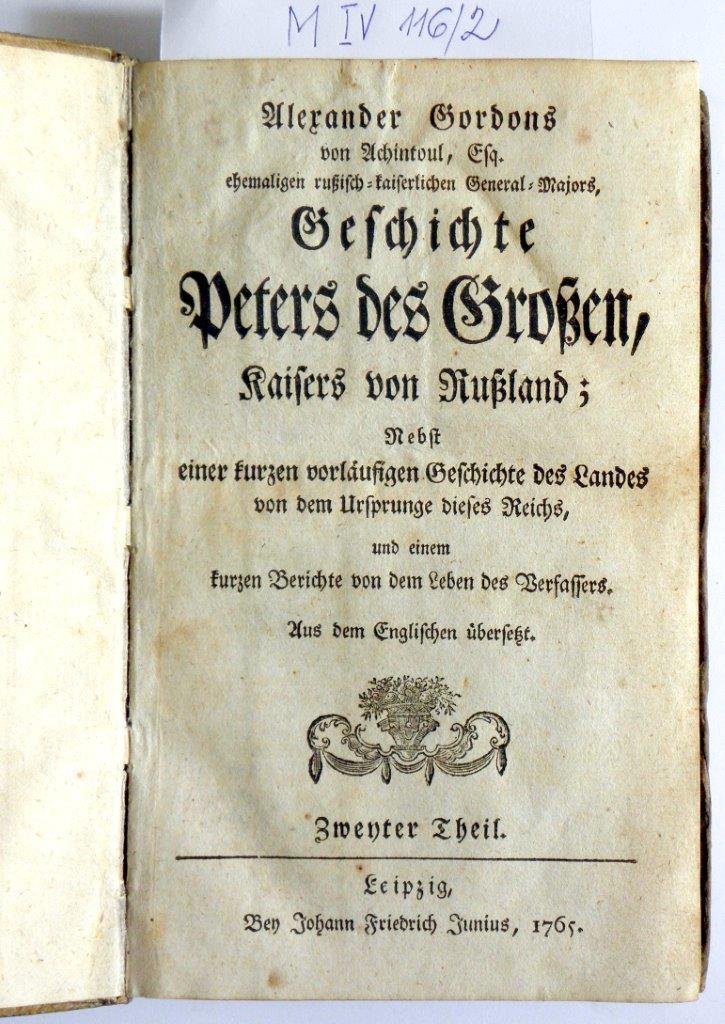 M IV 116/2
Alexander Gordons
von Achintoul, Esq.
ehemaligen rußisch-kaiserlichen General-Majors,
Geschichte
Peters des Großen,
Kaisers von Rußland;
Nebst
einer kurzen vorläufigen Geschichte des Landes
von dem Ursprunge dieses Reichs,
und einem
kurzen Berichte von dem Leben des Verfassers.
Aus dem Englischen übersetzt.
Zweyter Theil.
Leipzig,
Bey Johann Friedrich Junius, 1765.